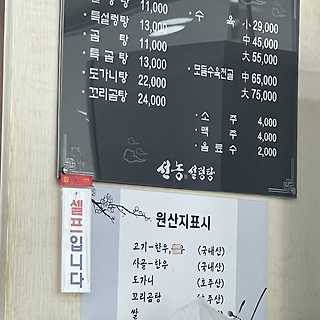 11,000
·특설렁탕 13,000
·곰 탕 11,000
·특곰탕 13,000
·도가니탕 22,000
·꼬리곰탕 24,000
·수 육 小 29,000
中 45,000
大 55,000
·모듬수육전골 中 65,000
大 75,000
·소 주 4,000
·맥 주 4,000
·음료수 2,000
선농설렁탕
셀프입니다
원산지표시
고기-한우, (국내산)
사골-한우 (국내산)
도가니 (호주산)
꼬리곰탕
쌀